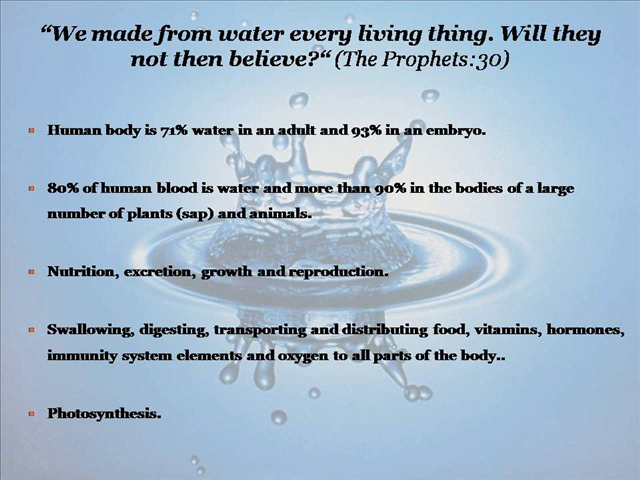 “We made from water every living thing. Will they
not then believe?“ (The Prophets:30)
Human body is 71% water in an adult and 93% in an embryo.
80% of human blood is water and more than 90% in the bodies of a large
number of plants (sap) and animals.
Nutrition, excretion, growth and reproduction.
Swallowing, digesting, transporting and distributing food, vitamins, hormones,
immunity system elements and oxygen to all parts of the body..
Photosynthesis.